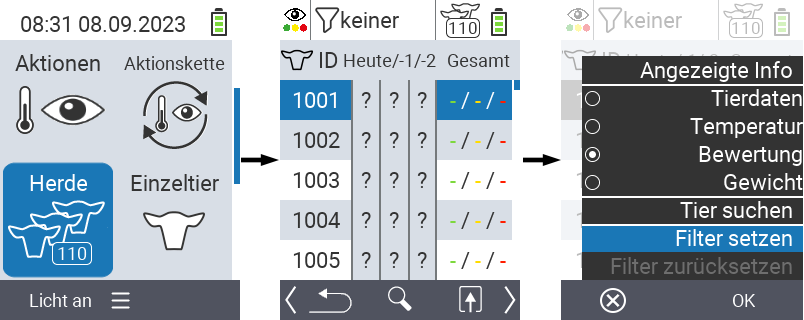 08:31 08.09.2023
Aktionen
Aktionskette
Herde
110
Einzeltier
Licht an
keiner
110
ID Heute/-1/-2 Gesamt
1001 ? ? ? - / - / -
1002 ? ? ? - / - / -
1003 ? ? ? - / - / -
1004 ? ? ? - / - / -
1005 ? ? ? - / - / -
keiner
110
Angezeigte Info
Tierdaten
Temperatur
Bewertung
Gewicht
Tier suchen
Filter setzen
Filter zurücksetzen
OK